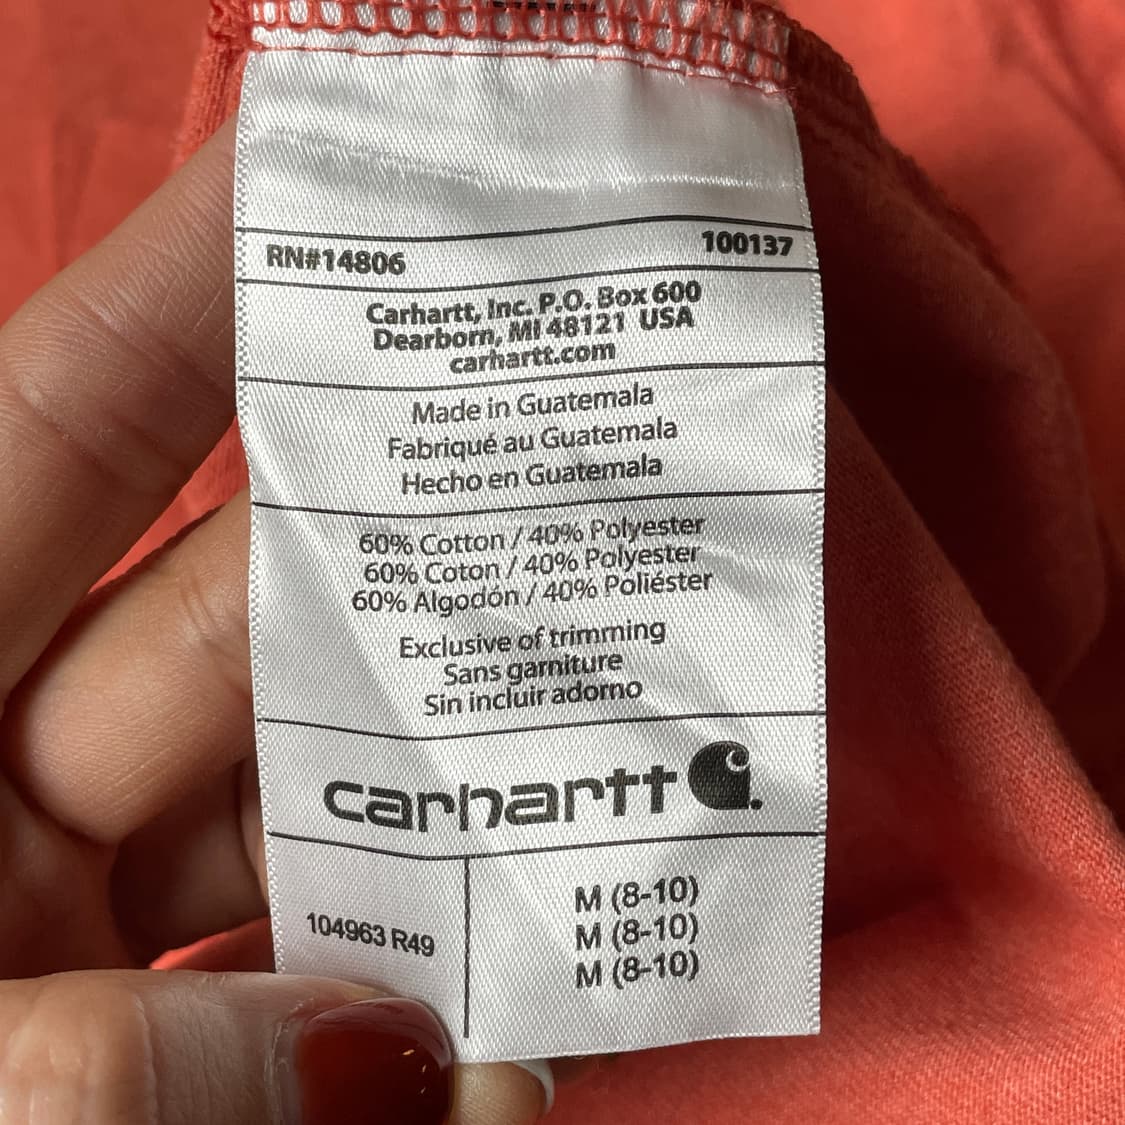 RN#14806 100137
Carhartt, Inc. P.O. Box 600
Dearborn, MI 48121 USA
carhartt.com
Made in Guatemala
Fabriqué au Guatemala
Hecho en Guatemala
60% Cotton / 40% Polyester
60% Coton / 40% Polyester
60% Algodón / 40% Poliéster
Exclusive of trimming
Sans garniture
Sin incluir adorno
carhartt
104963 R49
M (8-10)
M (8-10)
M (8-10)